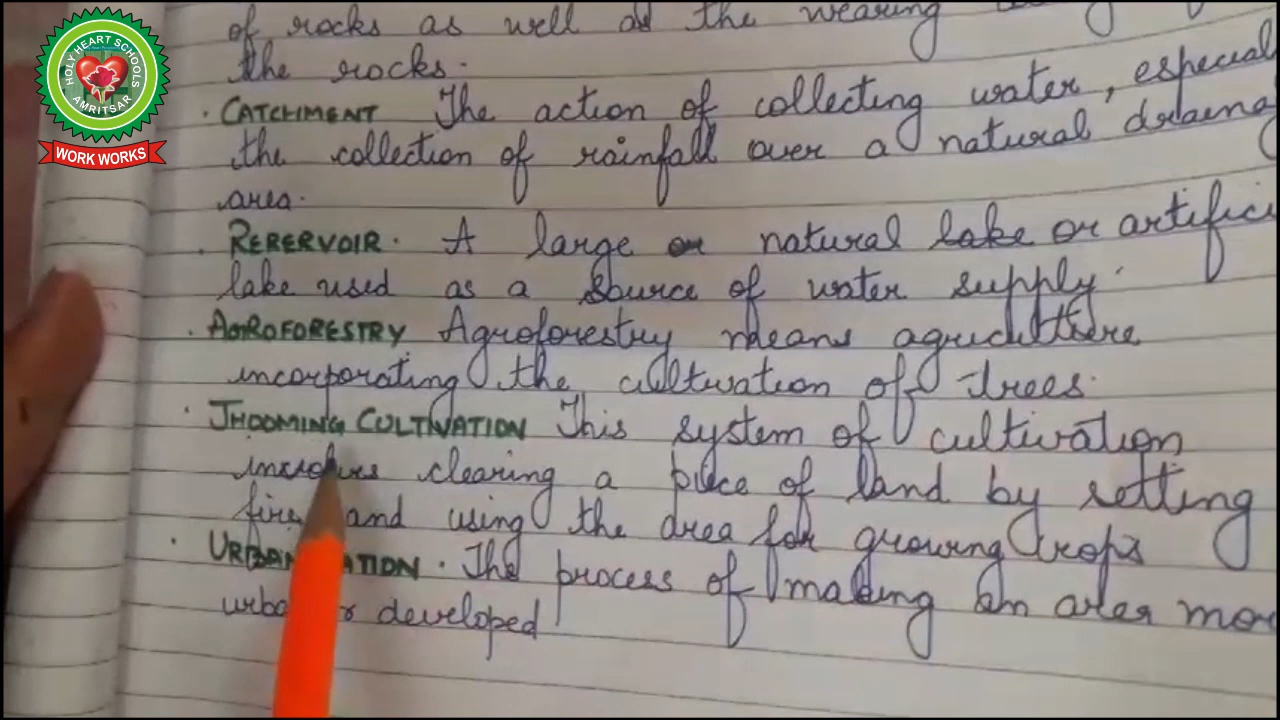 HOLY HEART SCHOOLS
AMRITSAR
WORK WORKS
of rocks as well as the wearing
the rocks.
· CATCHMENT The action of collecting water, especial
the collection of rainfall over a natural drainag
area.
· RERERVOIR · A large or natural lake or artifici
lake used as a source of water supply.
· AGROFORESTRY Agroforestry means agriculture
incorporating the cultivation of trees.
· JHOOMING CULTIVATION This system of cultivation
involves clearing a piece of land by setting
fire and using the area for growing crops
· URBANIZATION · The process of making an area mor
developed